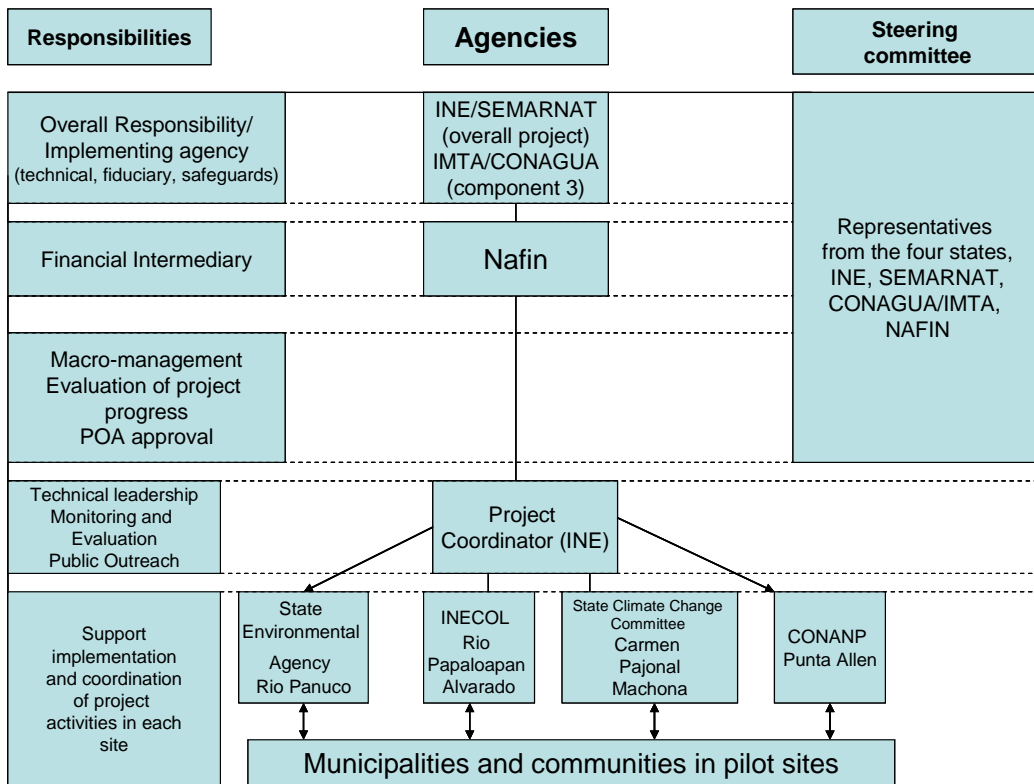 Responsibilities
Agencies
Steering
committee
Overall Responsibility/
Implementing agency
(technical, fiduciary, safeguards)
INE/SEMARNAT
(overall project)
IMTA/CONAGUA
(component 3)
Representatives
from the four states,
INE, SEMARNAT,
CONAGUA/IMTA,
NAFIN
Financial Intermediary
Nafin
Macro-management
Evaluation of project
progress
POA approval
Technical leadership
Monitoring and
Evaluation
Public Outreach
Project
Coordinator (INE)
Support
implementation
and coordination
of project
activities in each
site
State
Environmental
Agency
Rio Panuco
INECOL
Rio
Papaloapan
Alvarado
State Climate Change
Committee
Carmen
Pajonal
Machona
CONANP
Punta Allen
Municipalities and communities in pilot sites